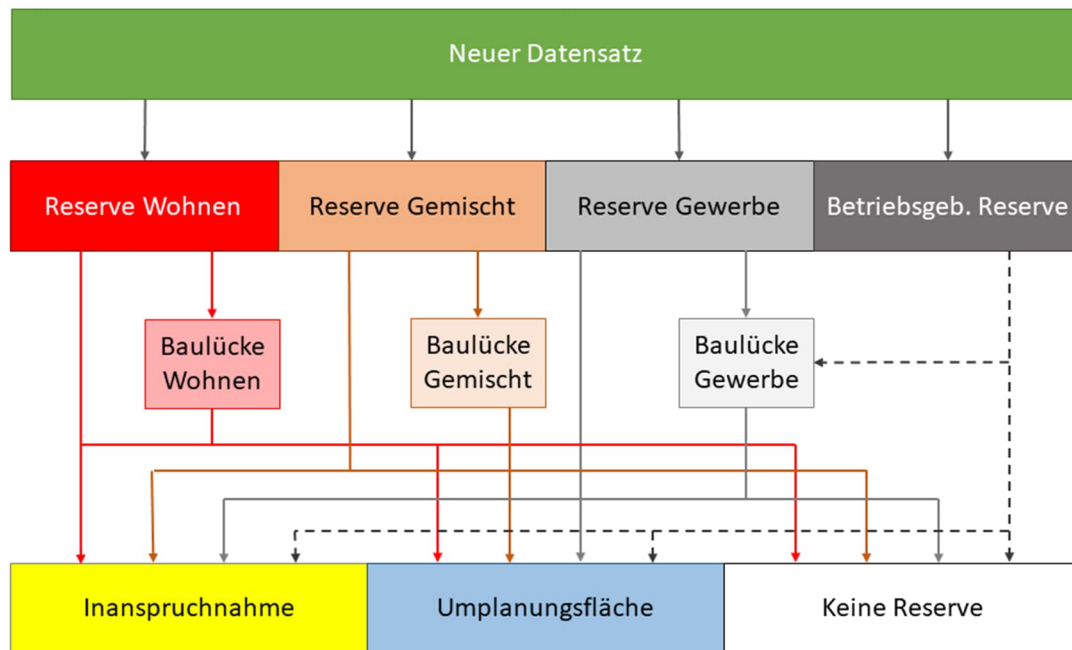 Neuer Datensatz
Reserve Wohnen
Reserve Gemischt
Reserve Gewerbe
Betriebsgeb. Reserve
Baulücke
Wohnen
Baulücke
Gemischt
Baulücke
Gewerbe
Inanspruchnahme
Umplanungsfläche
Keine Reserve